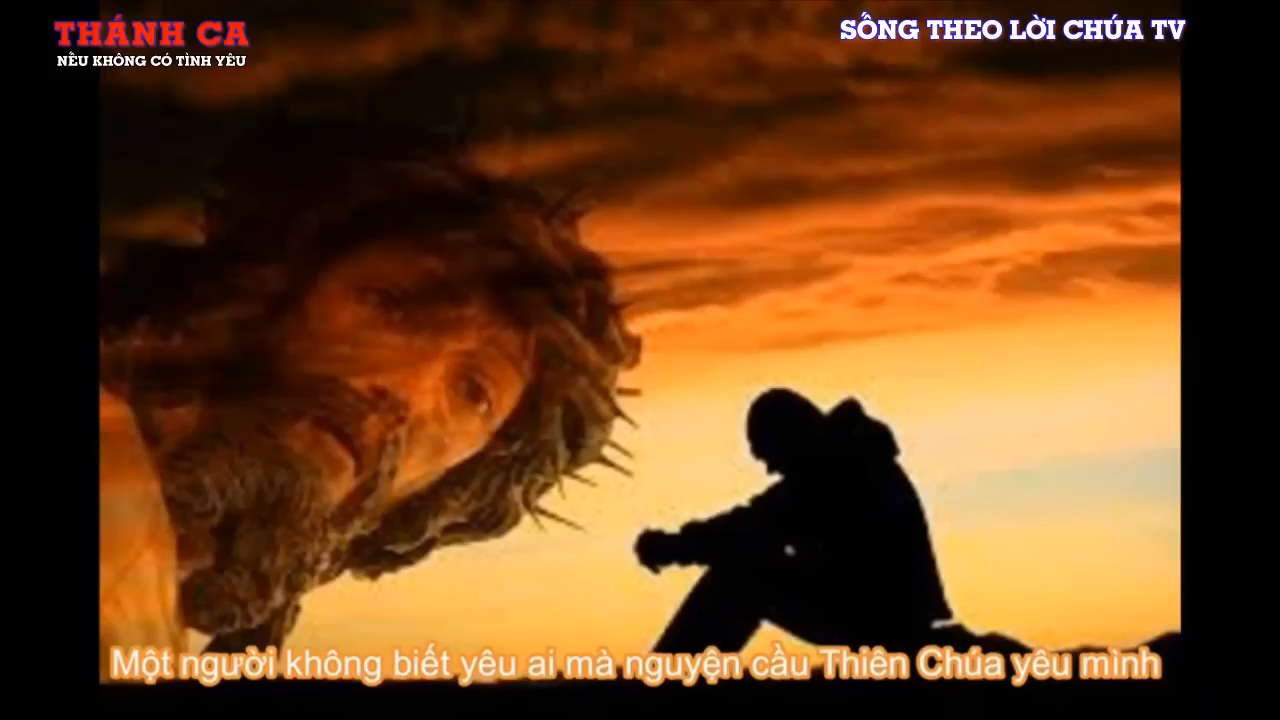 THÁNH CA
NẾU KHÔNG CÓ TÌNH YÊU
SỐNG THEO LỜI CHÚA TV
Một người không biết yêu ai mà nguyện cầu Thiên Chúa yêu mình